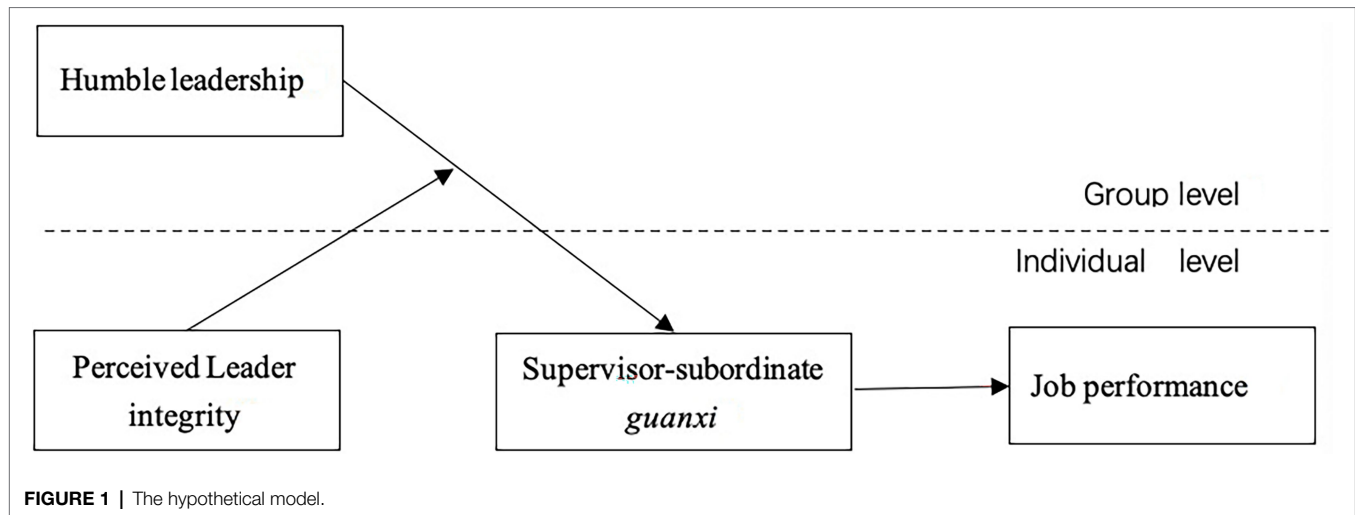 Humble leadership
Group level
Individual level
Perceived Leader
integrity
Supervisor-subordinate
guanxi
Job performance
FIGURE 1 | The hypothetical model.